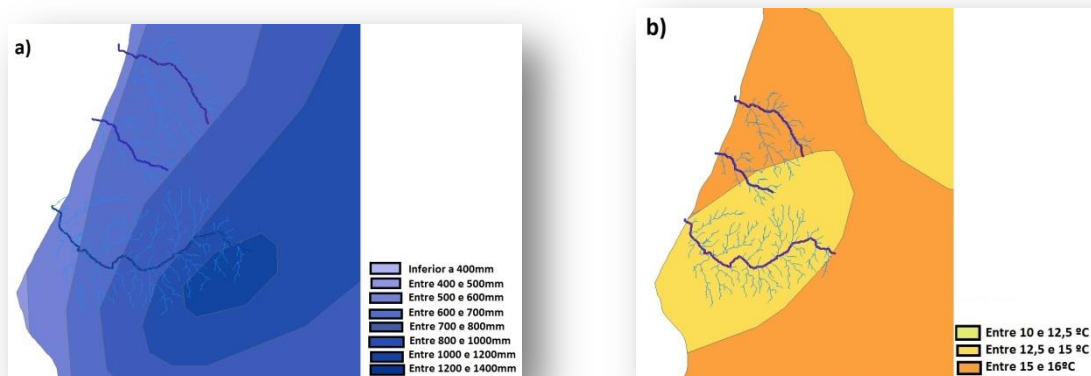 a)
Inferior a 400mm
Entre 400 e 500mm
Entre 500 e 600mm
Entre 600 e 700mm
Entre 700 e 800mm
Entre 800 e 1000mm
Entre 1000 e 1200mm
Entre 1200 e 1400mm
b)
Entre 10 e 12,5 ºC
Entre 12,5 e 15 ºC
Entre 15 e 16ºC